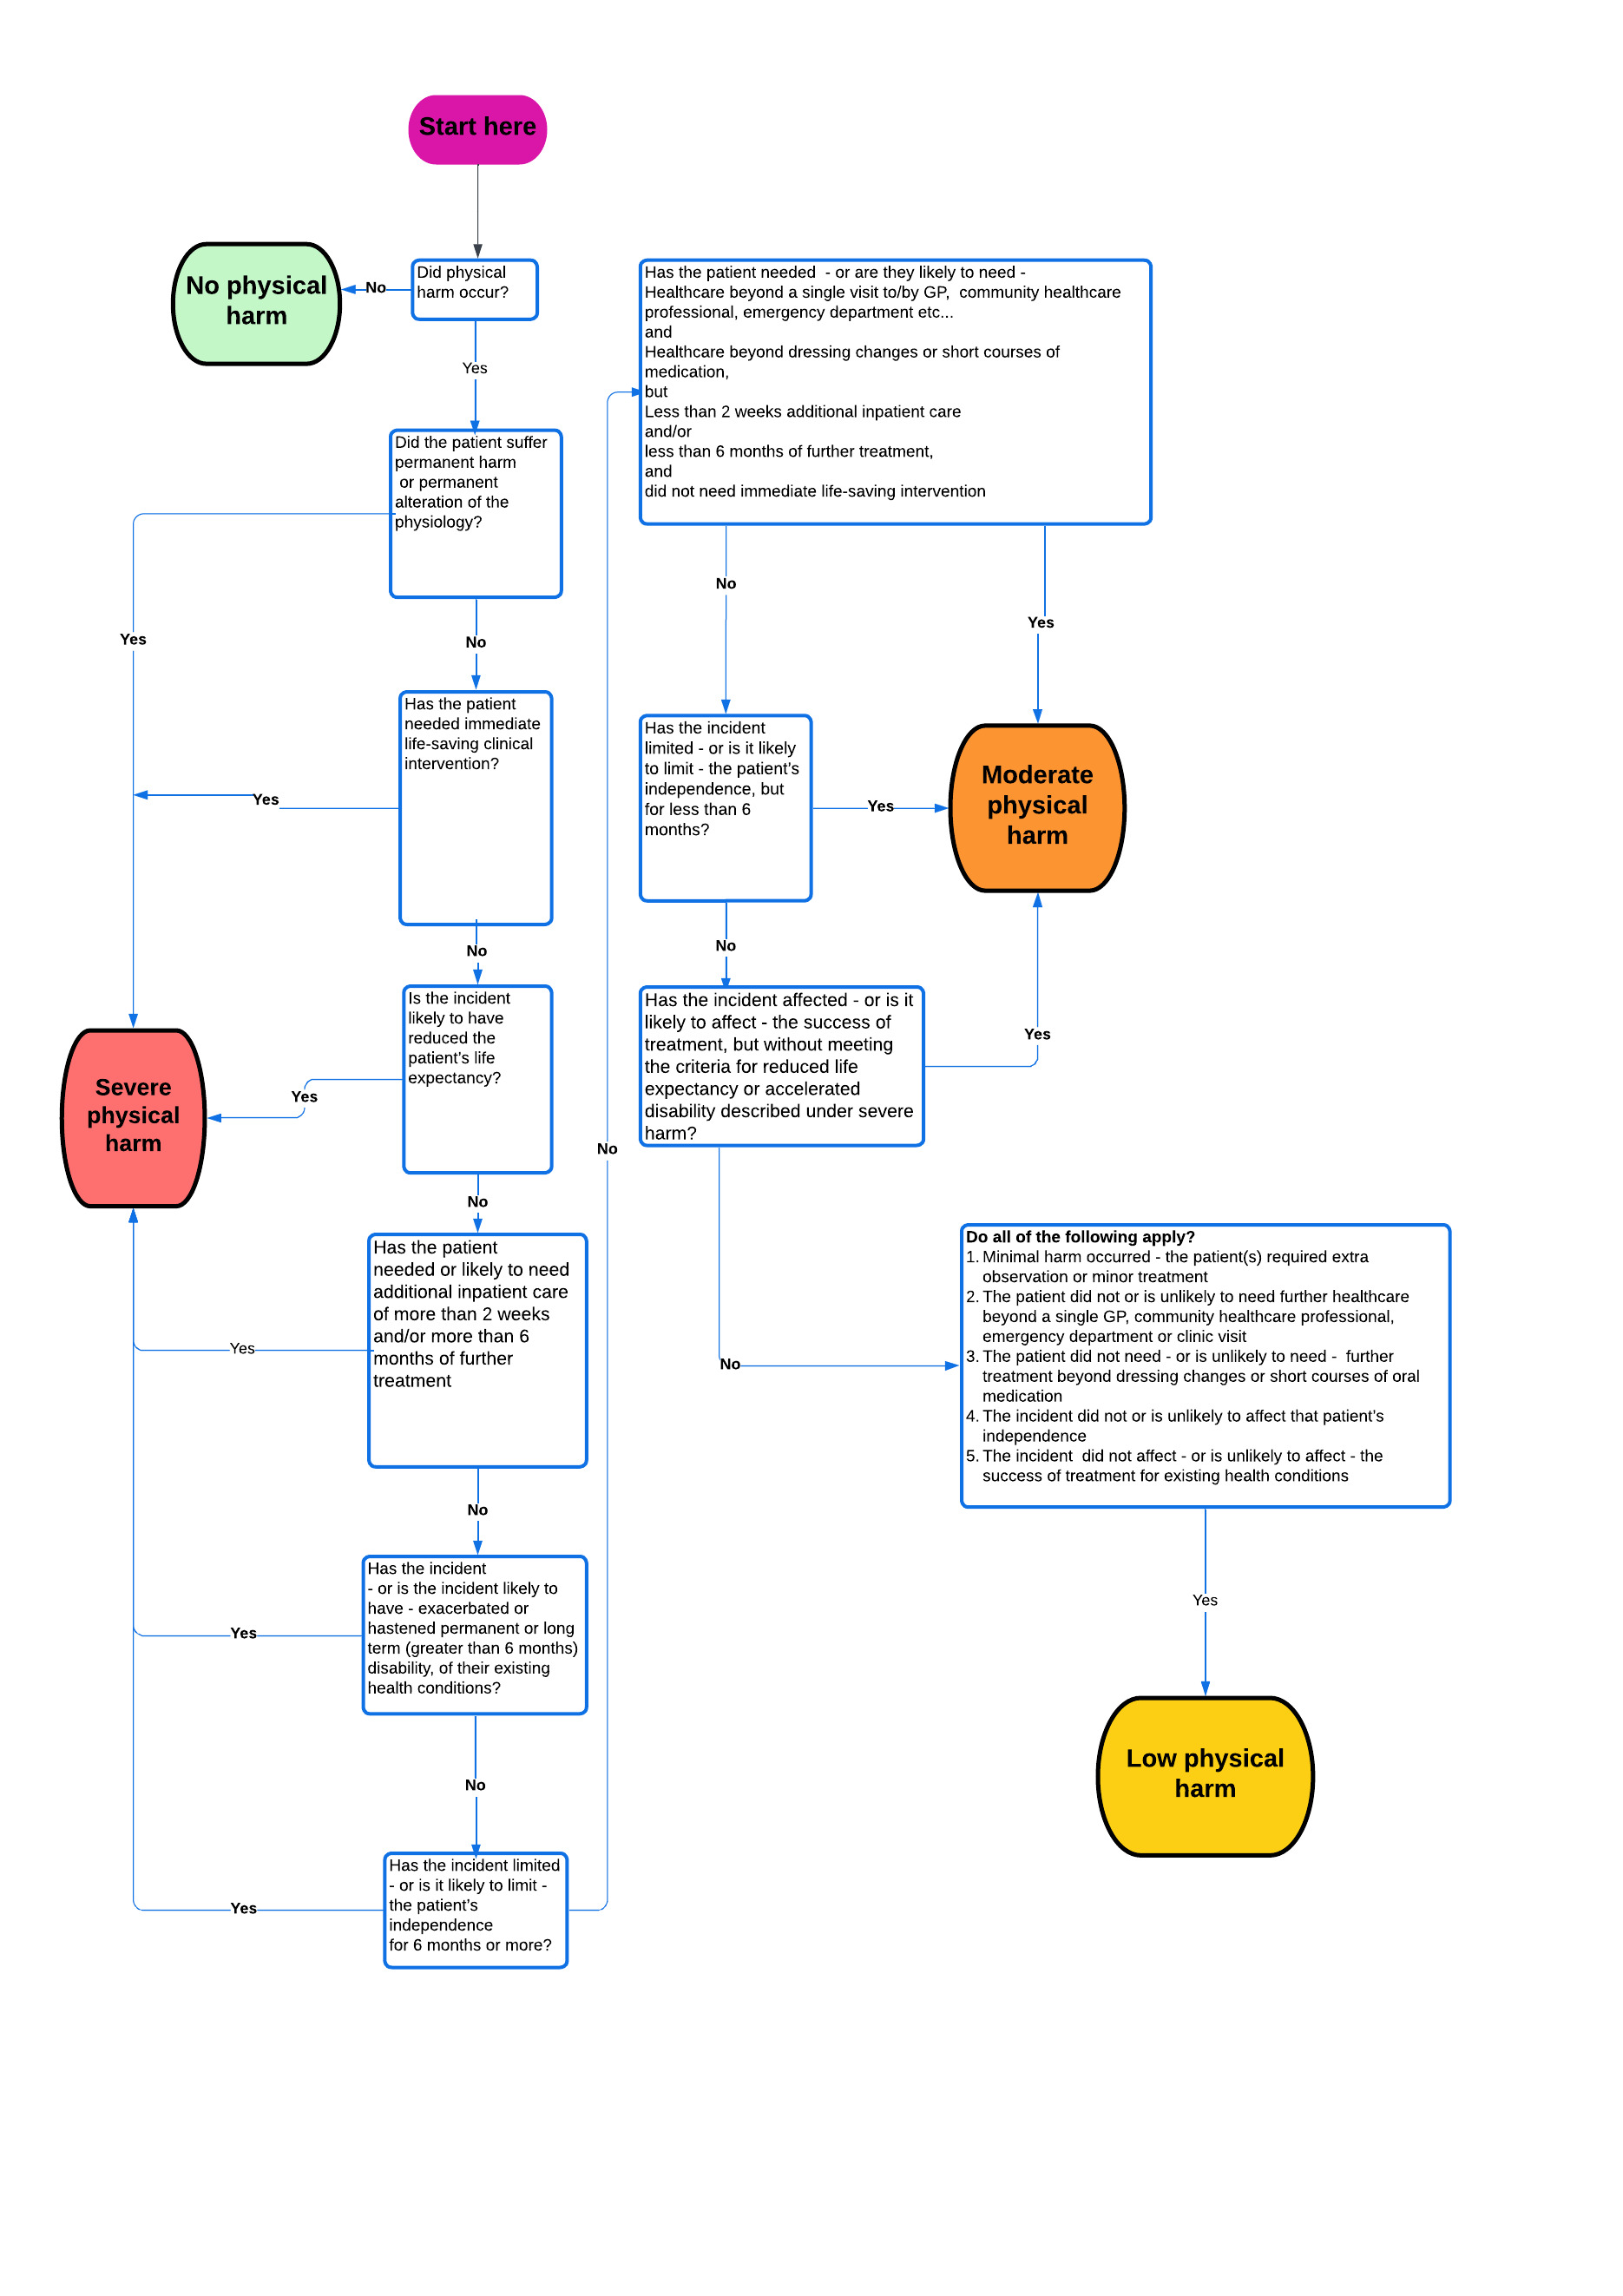 Start here
No physical
harm
No
Did physical
harm occur?
Yes
Did the patient suffer
permanent harm
or permanent
alteration of the
physiology?
Yes
No
Has the patient
needed immediate
life-saving clinical
intervention?
Yes
No
Is the incident
likely to have
reduced the
patient's life
expectancy?
Yes
Severe
physical
harm
No
Has the patient
needed or likely to need
additional inpatient care
of more than 2 weeks
and/or more than 6
months of further
treatment
Yes
No
Has the incident
- or is the incident likely to
have - exacerbated or
hastened permanent or long
term (greater than 6 months)
disability, of their existing
health conditions?
Yes
No
Has the incident limited
- or is it likely to limit -
the patient's
independence
for 6 months or more?
Yes
No
Has the patient needed - or are they likely to need -
Healthcare beyond a single visit to/by GP, community healthcare
professional, emergency department etc...
and
Healthcare beyond dressing changes or short courses of
medication,
but
Less than 2 weeks additional inpatient care
and/or
less than 6 months of further treatment,
and
did not need immediate life-saving intervention
No
Yes
Has the incident
limited - or is it likely
to limit - the patient's
independence, but
for less than 6
months?
Yes
Moderate
physical
harm
No
Has the incident affected - or is it
likely to affect - the success of
treatment, but without meeting
the criteria for reduced life
expectancy or accelerated
disability described under severe
harm?
Yes
No
Do all of the following apply?
1. Minimal harm occurred - the patient(s) required extra
observation or minor treatment
2. The patient did not or is unlikely to need further healthcare
beyond a single GP, community healthcare professional,
emergency department or clinic visit
3. The patient did not need - or is unlikely to need - further
treatment beyond dressing changes or short courses of oral
medication
4. The incident did not or is unlikely to affect that patient's
independence
5. The incident did not affect - or is unlikely to affect - the
success of treatment for existing health conditions
Yes
Low physical
harm